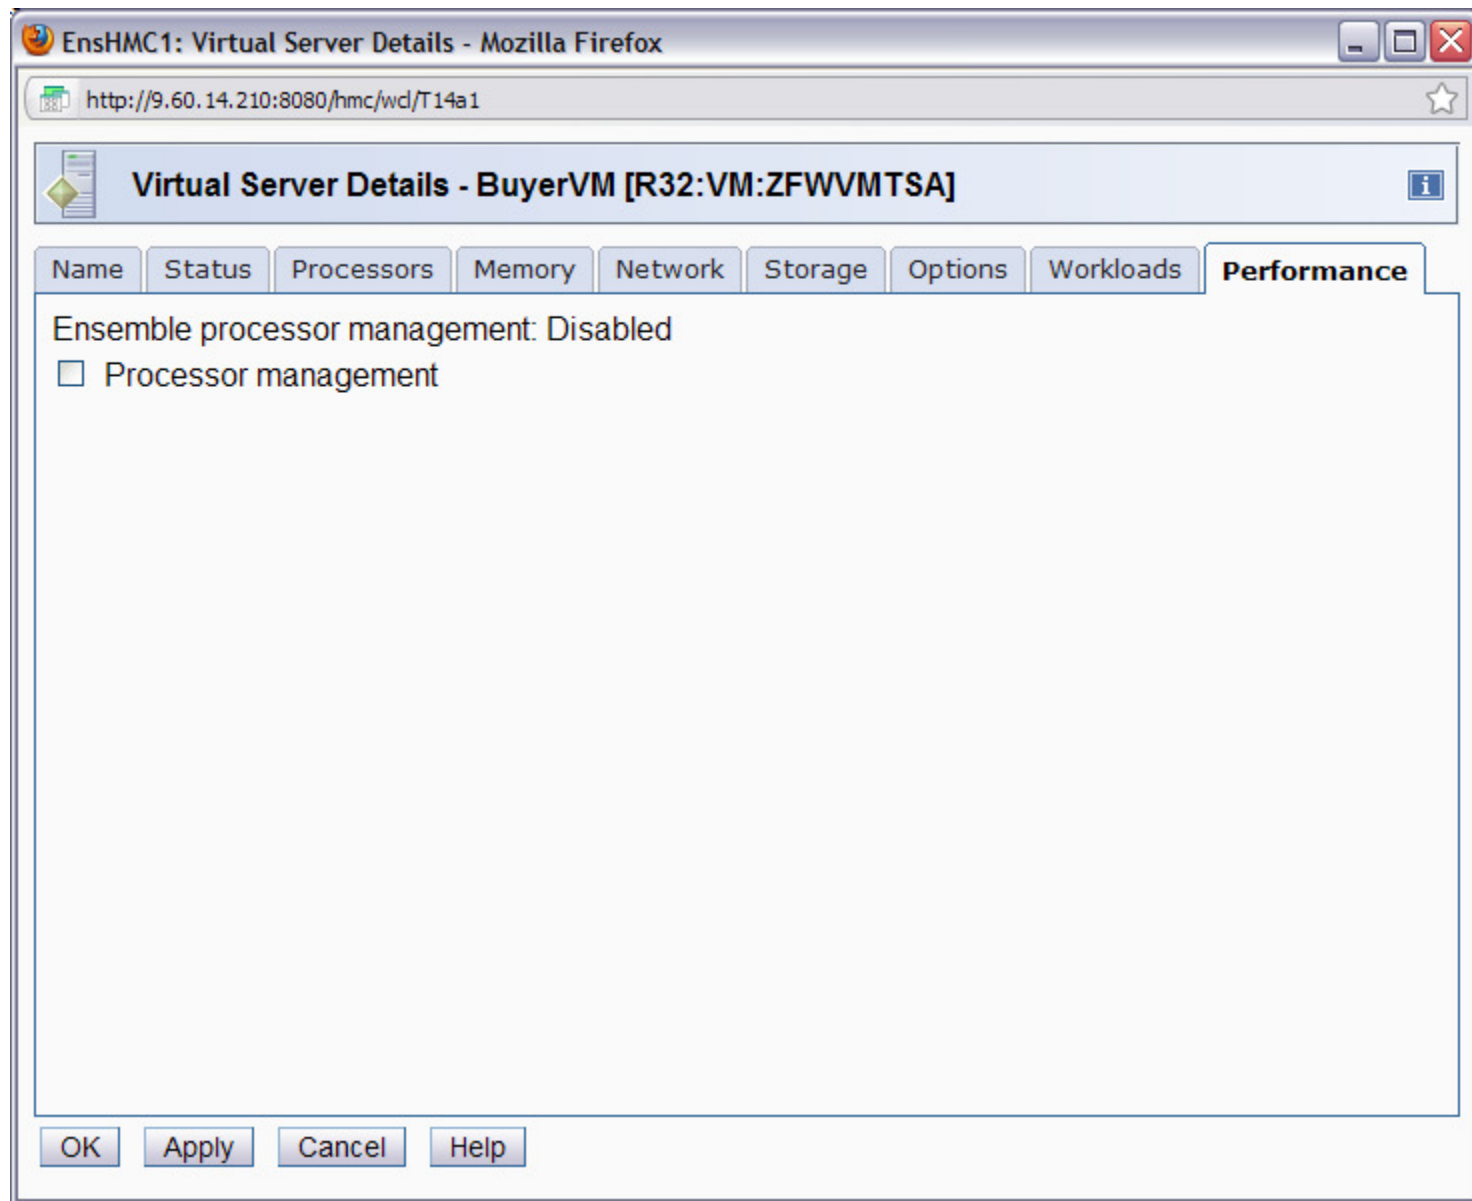 EnsHMC1: Virtual Server Details - Mozilla Firefox
http://9.60.14.210:8080/hmc/wcl/T14a1
Virtual Server Details - BuyerVM [R32:VM:ZFWVMTSA]
i
Name Status Processors Memory Network Storage Options Workloads Performance
Ensemble processor management: Disabled
Processor management
OK Apply Cancel Help